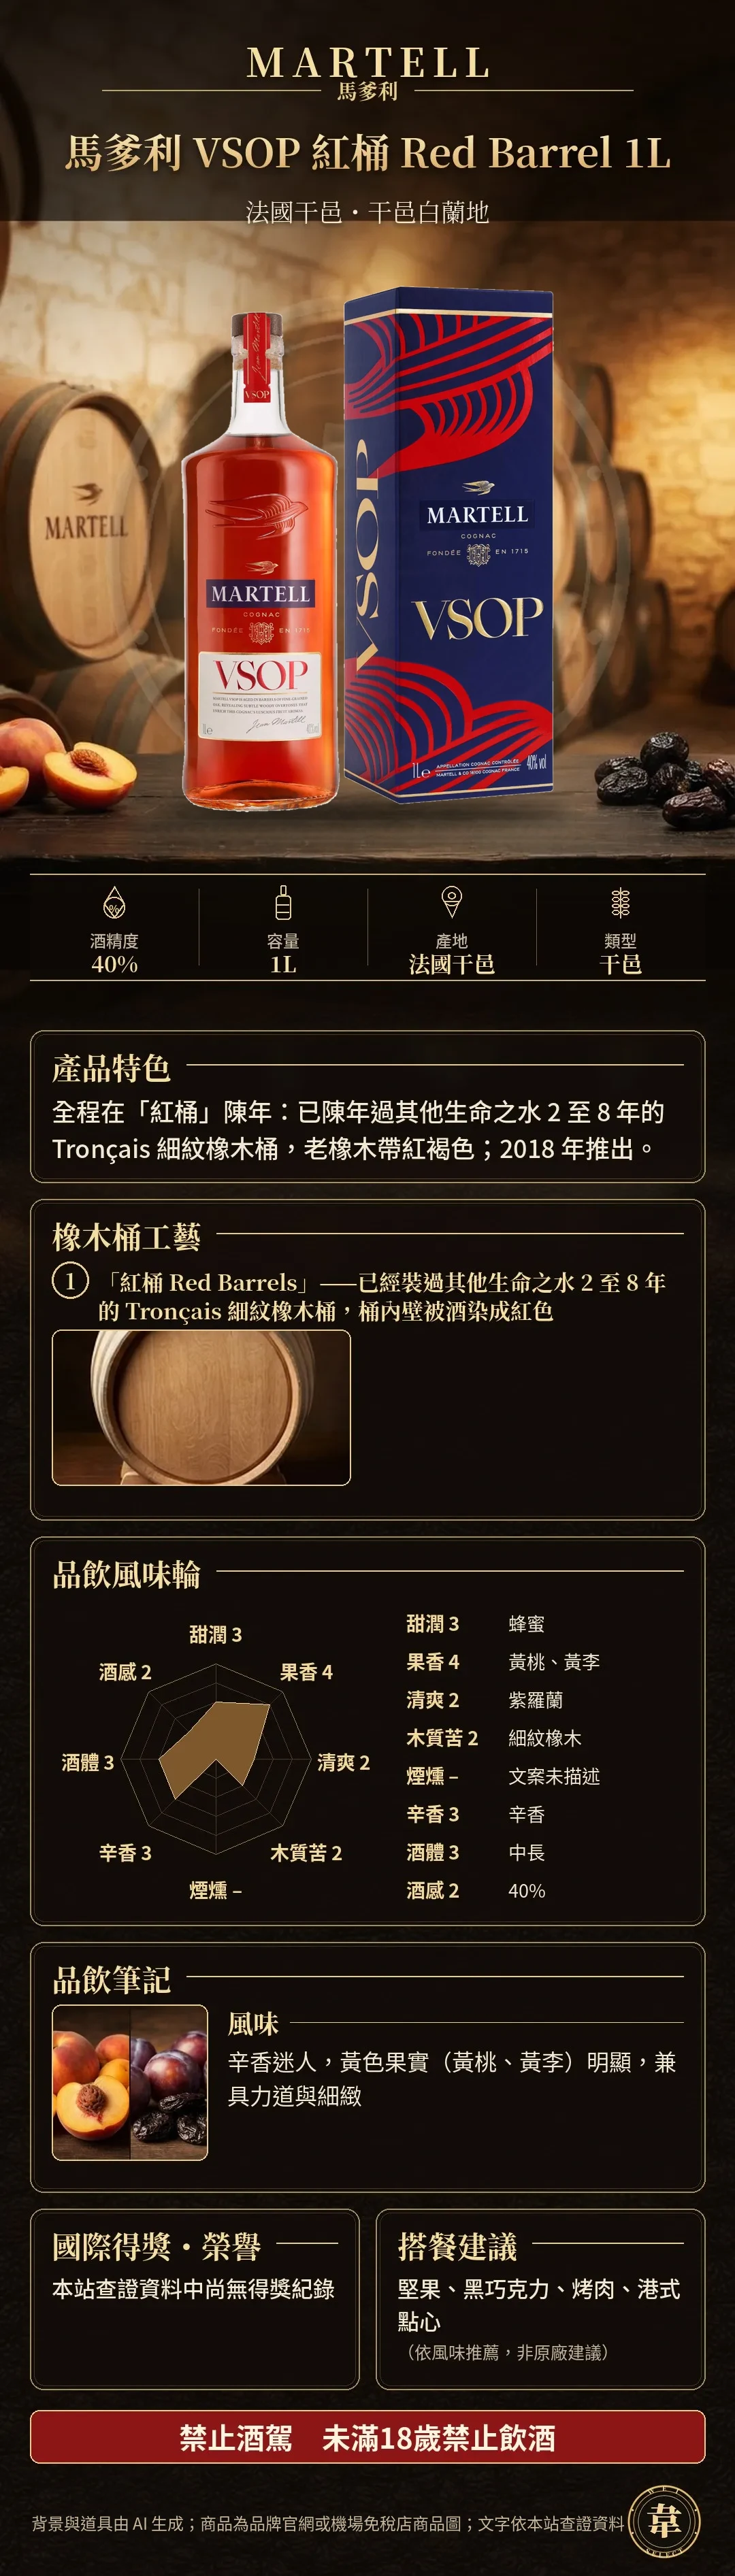 MARTELL
馬爹利
馬爹利 VSOP 紅桶 Red Barrel 1L
法國干邑・干邑白蘭地
VSOP
MARTELL
COGNAC
FONDÉE EN 1715
VSOP
Jean Martell
VSOP
MARTELL
COGNAC
FONDÉE EN 1715
VSOP
1Le
APPELLATION COGNAC CONTRÔLÉE
MARTELL & CO 16100 COGNAC FRANCE
40% vol
MARTELL
酒精度
40%
容量
1L
產地
法國干邑
類型
干邑
產品特色
全程在「紅桶」陳年：已陳年過其他生命之水 2 至 8 年的
Tronçais 細紋橡木桶，老橡木帶紅褐色；2018 年推出。
橡木桶工藝
1
「紅桶 Red Barrels」——已經裝過其他生命之水 2 至 8 年
的 Tronçais 細紋橡木桶，桶內壁被酒染成紅色
品飲風味輪
甜潤 3
果香 4
清爽 2
木質苦 2
煙燻 –
辛香 3
酒體 3
酒感 2
甜潤 3 蜂蜜
果香 4 黃桃、黃李
清爽 2 紫羅蘭
木質苦 2 細紋橡木
煙燻 – 文案未描述
辛香 3 辛香
酒體 3 中長
酒感 2 40%
品飲筆記
風味
辛香迷人，黃色果實（黃桃、黃李）明顯，兼
具力道與細緻
國際得獎・榮譽
本站查證資料中尚無得獎紀錄
搭餐建議
堅果、黑巧克力、烤肉、港式
點心
（依風味推薦，非原廠建議）
禁止酒駕　未滿18歲禁止飲酒
背景與道具由 AI 生成；商品為品牌官網或機場免稅店商品圖；文字依本站查證資料
韋
SELECT